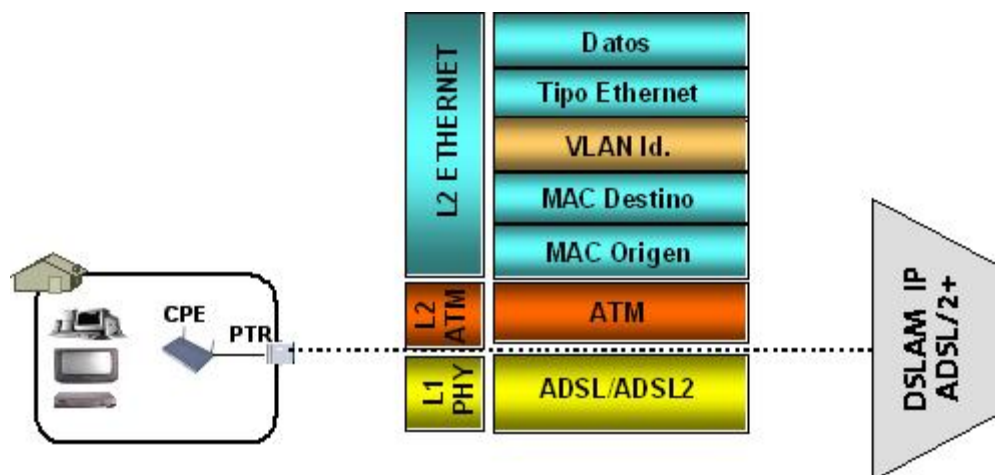 L2 ETHERNET
Datos
Tipo Ethernet
VLAN Id.
MAC Destino
MAC Origen
L2
ATM
ATM
CPE
PTR
L1
PHY
ADSL/ADSL2
DSLAM IP
ADSL/2+